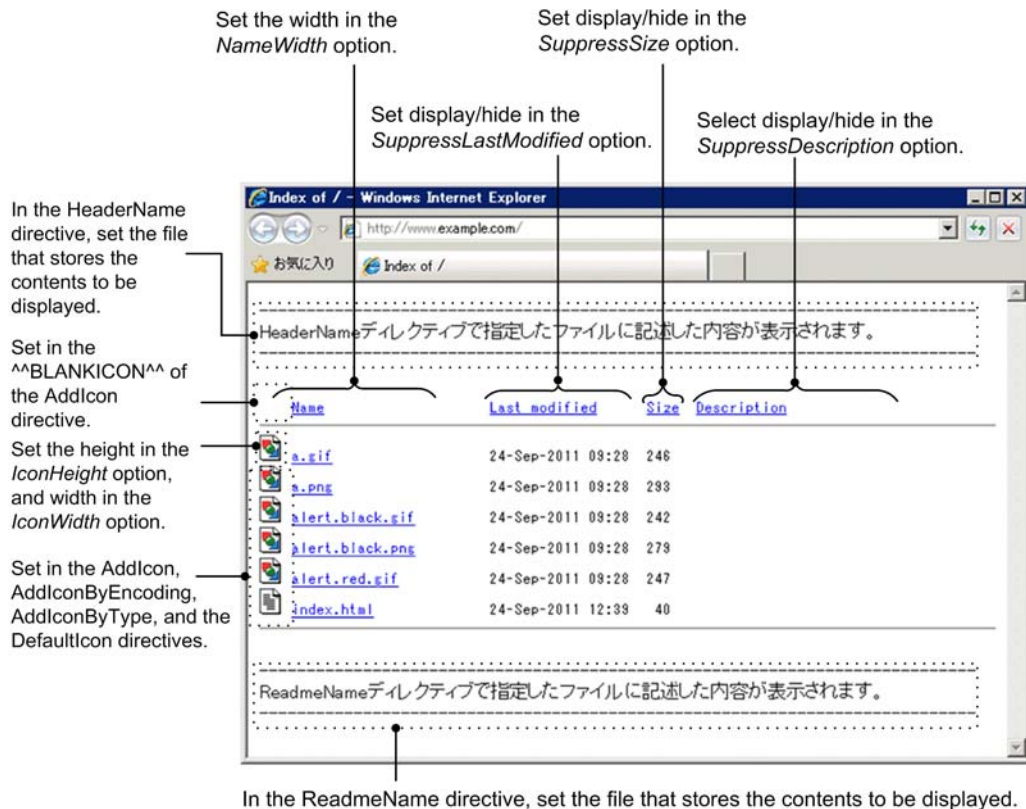 Set the width in the
NameWidth option.
Set display/hide in the
SuppressSize option.
Set display/hide in the
SuppressLastModified option.
Select display/hide in the
SuppressDescription option.
In the HeaderName
directive, set the file
that stores the
contents to be
displayed.
Set in the
^^BLANKICON^^ of
the AddIcon
directive.
Set the height in the
IconHeight option,
and width in the
IconWidth option.
Set in the AddIcon,
AddIconByEncoding,
AddIconByType, and the
DefaultIcon directives.
Index of / - Windows Internet Explorer
http://www.example.com/
お気に入り Index of /
HeaderNameディレクティブで指定したファイルに記述した内容が表示されます。
Name Last modified Size Description
a.gif 24-Sep-2011 09:28 246
a.png 24-Sep-2011 09:28 293
alert.black.gif 24-Sep-2011 09:28 242
alert.black.png 24-Sep-2011 09:28 279
alert.red.gif 24-Sep-2011 09:28 247
index.html 24-Sep-2011 12:39 40
ReadmeNameディレクティブで指定したファイルに記述した内容が表示されます。
In the ReadmeName directive, set the file that stores the contents to be displayed.